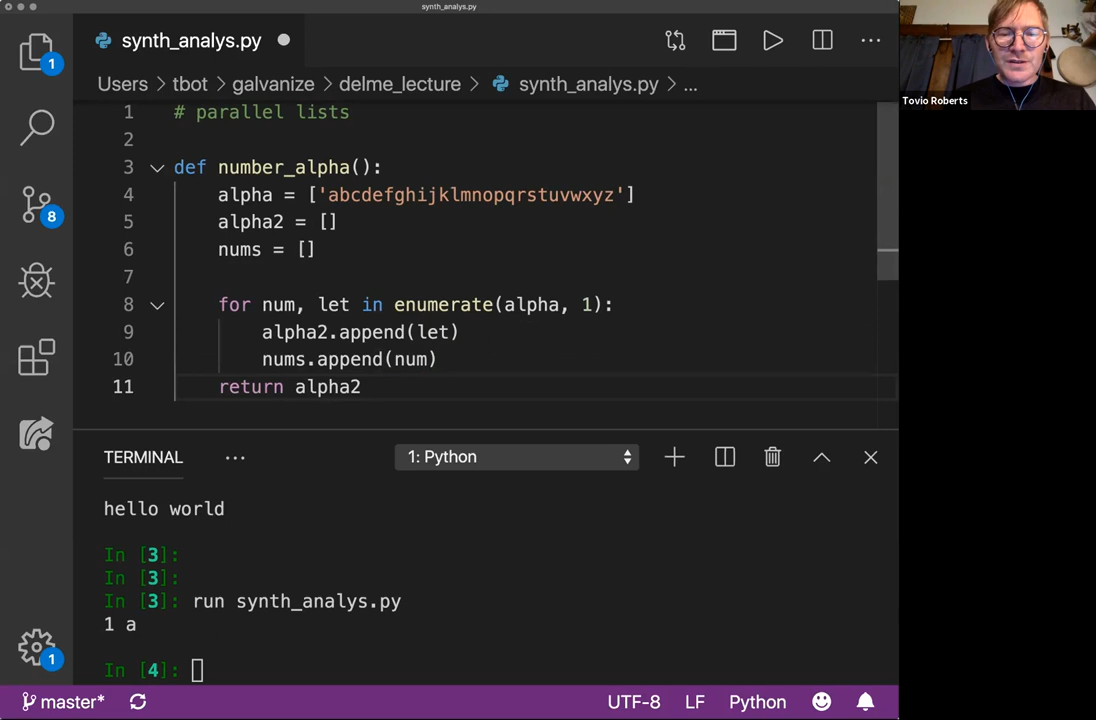 synth_analys.py
synth_analys.py
Users > tbot > galvanize > delme_lecture > synth_analys.py > ...
1 # parallel lists
2
3 def number_alpha():
4 alpha = ['abcdefghijklmnopqrstuvwxyz']
5 alpha2 = []
6 nums = []
7
8 for num, let in enumerate(alpha, 1):
9 alpha2.append(let)
10 nums.append(num)
11 return alpha2
1
8
1
TERMINAL ... 1: Python
hello world
In [3]:
In [3]:
In [3]: run synth_analys.py
1 a
In [4]:
master* UTF-8 LF Python
Tovio Roberts